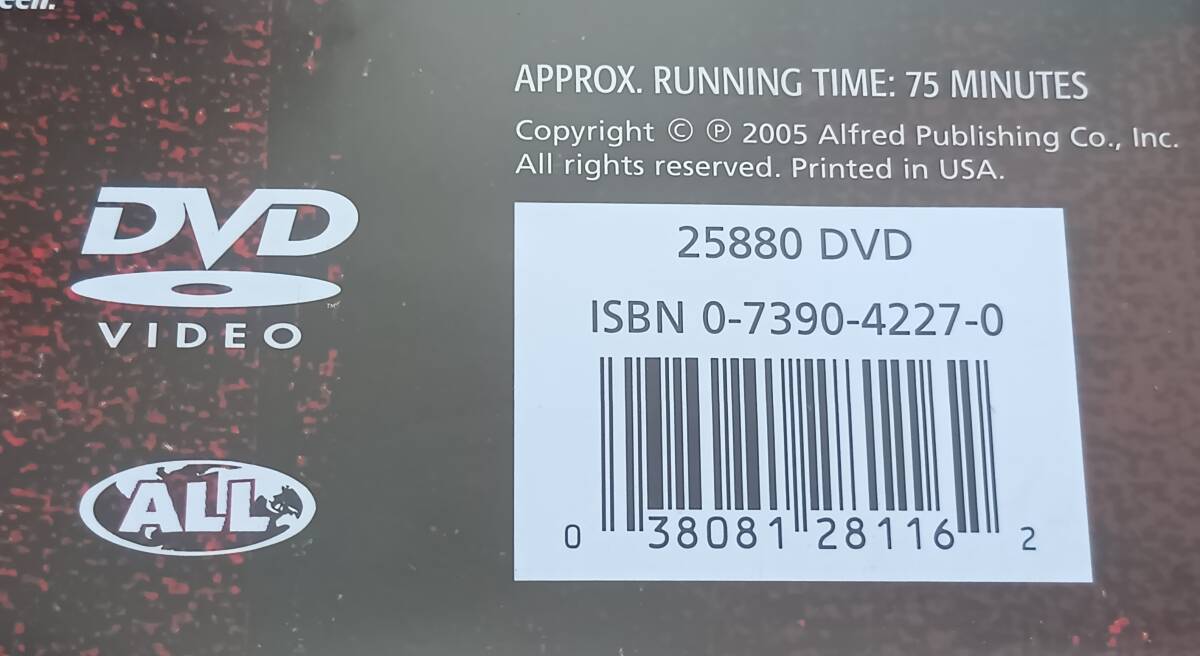 APPROX. RUNNING TIME: 75 MINUTES
Copyright © ℗ 2005 Alfred Publishing Co., Inc.
All rights reserved. Printed in USA.
DVD
VIDEO
™
ALL
25880 DVD
ISBN 0-7390-4227-0
0 38081 28116 2